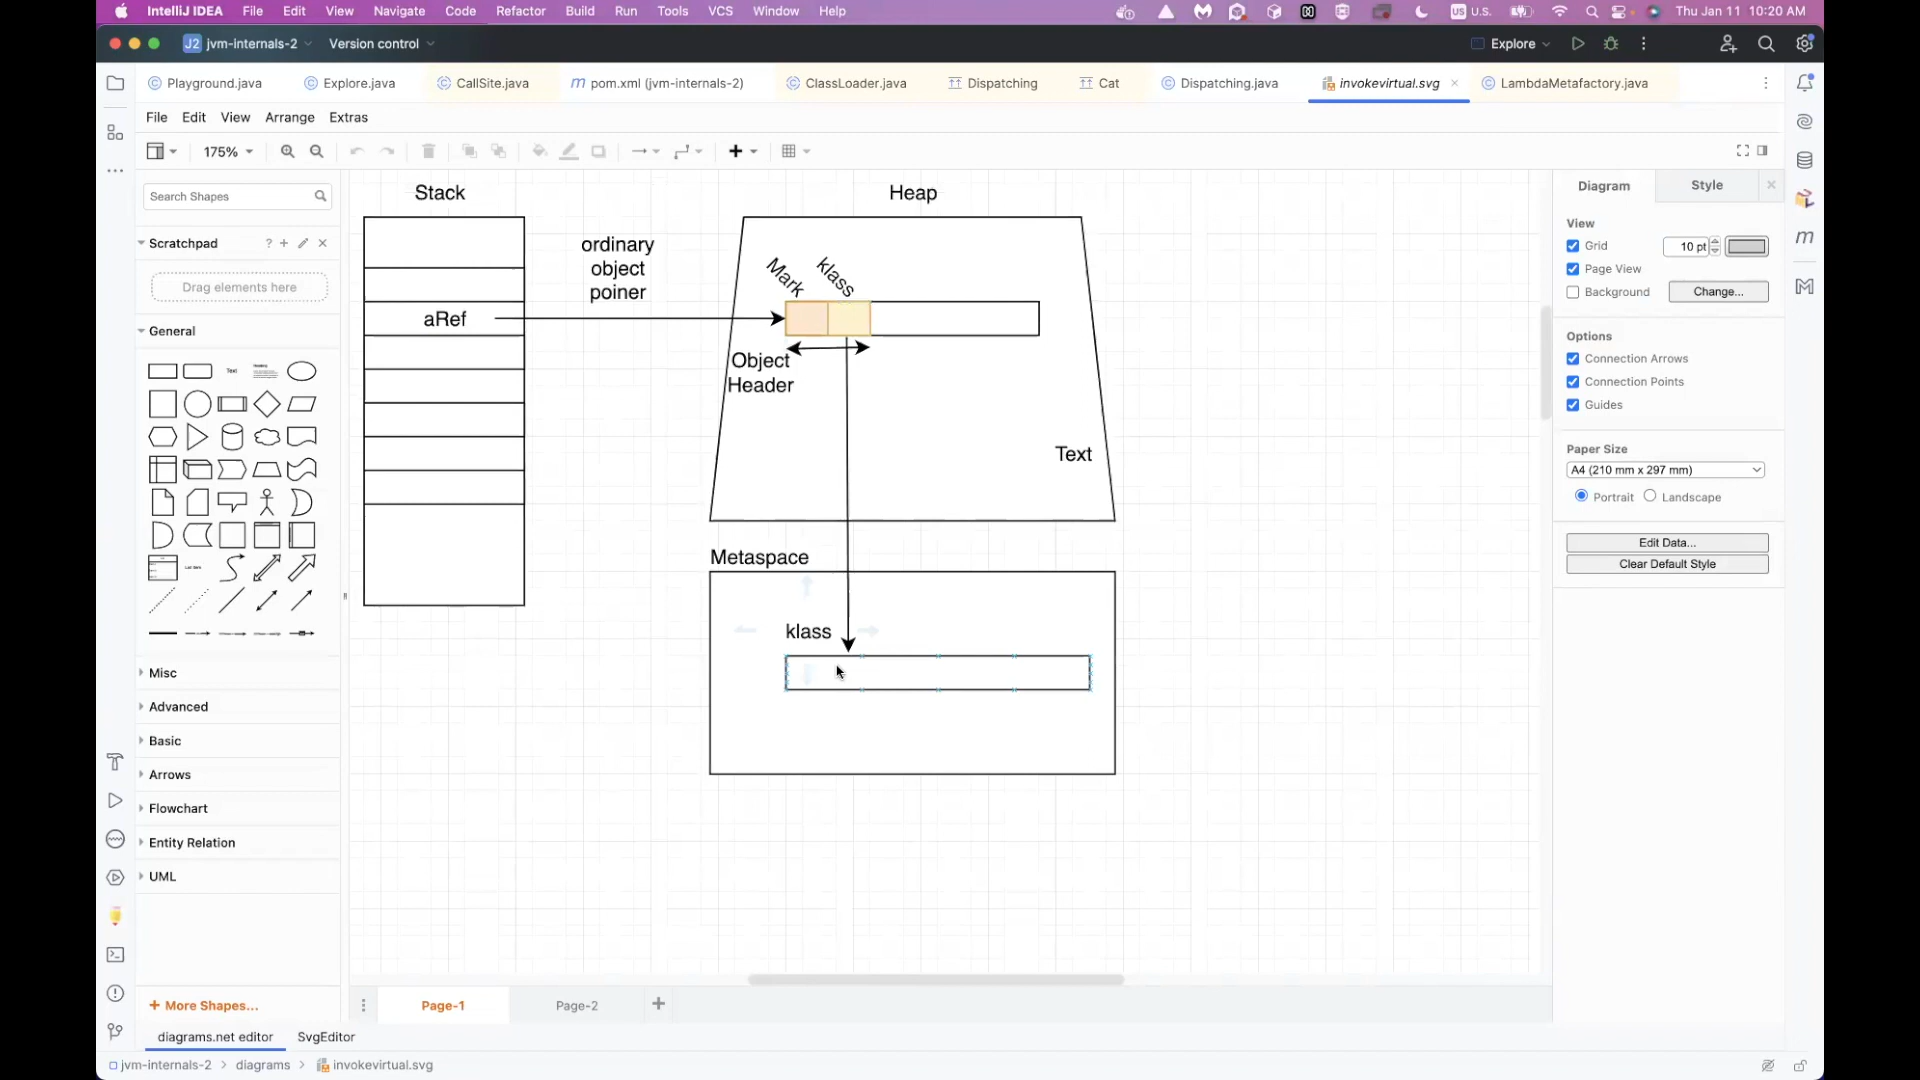 IntelliJ IDEA File Edit View Navigate Code Refactor Build Run Tools VCS Window Help U.S. Thu Jan 11 10:20 AM
J2 jvm-internals-2 Version control Explore
Playground.java Explore.java CallSite.java pom.xml (jvm-internals-2) ClassLoader.java Dispatching Cat Dispatching.java invokevirtual.svg LambdaMetafactory.java
File Edit View Arrange Extras
175%
Search Shapes
Scratchpad
Drag elements here
General
Text
Misc
Advanced
Basic
Arrows
Flowchart
Entity Relation
UML
+ More Shapes...
Stack
aRef
ordinary
object
poiner
Heap
Mark
klass
Object
Header
Text
Metaspace
klass
Diagram Style
View
Grid 10 pt
Page View
Background Change...
Options
Connection Arrows
Connection Points
Guides
Paper Size
A4 (210 mm x 297 mm)
Portrait Landscape
Edit Data...
Clear Default Style
Page-1 Page-2
diagrams.net editor SvgEditor
jvm-internals-2 > diagrams > invokevirtual.svg